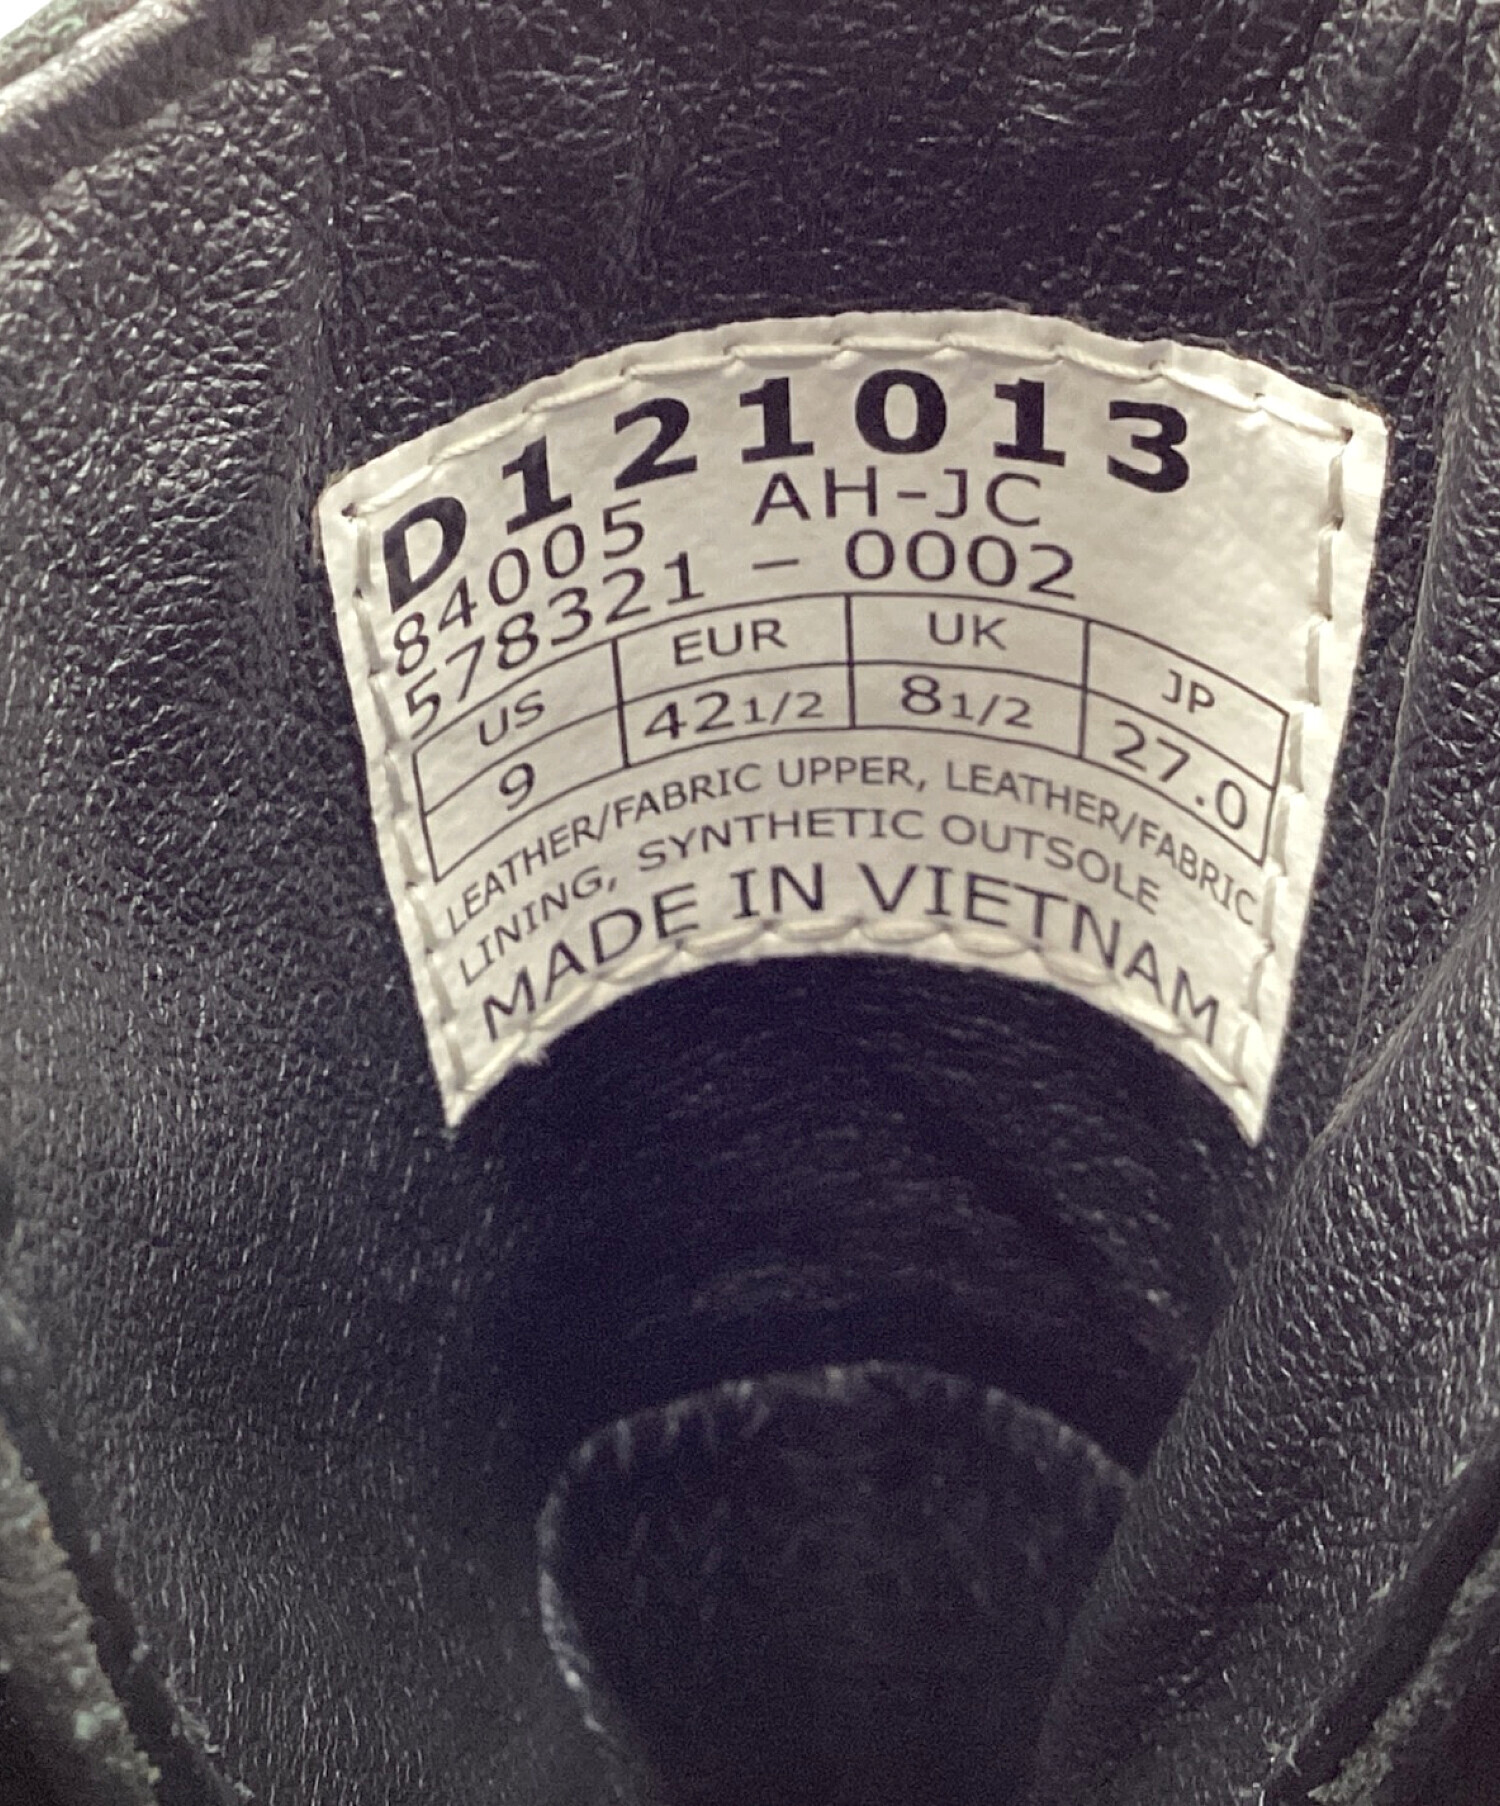 D121013
84005 AH-JC
578321 - 0002
US EUR UK JP
9 42 1/2 8 1/2 27.0
LEATHER/FABRIC UPPER, LEATHER/FABRIC
LINING, SYNTHETIC OUTSOLE
MADE IN VIETNAM